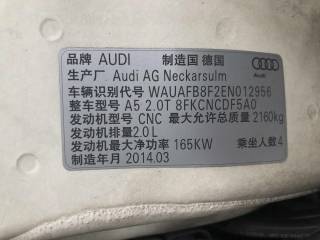 品牌 AUDI 制造国 德国
Audi
生产厂 Audi AG Neckarsulm
车辆识别代号 WAUAFB8F2EN012956
整车型号 A5 2.0T 8FKCNCDF5A0
发动机型号 CNC 最大允许总质量 2160kg
发动机排量2.0L
发动机最大净功率 165KW 乘坐人数4
制造年月 2014.03